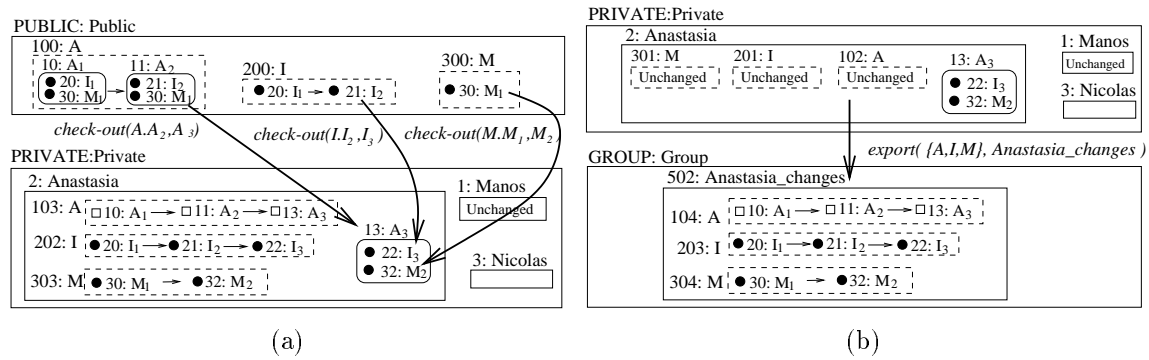 PUBLIC: Public
100: A
10: A1 11: A2
20: I1 21: I2
30: M1 30: M1
200: I
20: I1 21: I2
300: M
30: M1
check-out(A.A2,A3) check-out(I.I2,I3) check-out(M.M1,M2)
PRIVATE:Private
2: Anastasia
103: A 10: A1 11: A2 13: A3
202: I 20: I1 21: I2 22: I3
303: M 30: M1 32: M2
13: A3
22: I3
32: M2
1: Manos
Unchanged
3: Nicolas
(a)
PRIVATE:Private
2: Anastasia
301: M 201: I 102: A
Unchanged Unchanged Unchanged
13: A3
22: I3
32: M2
1: Manos
Unchanged
3: Nicolas
export( {A,I,M}, Anastasia_changes )
GROUP: Group
502: Anastasia_changes
104: A 10: A1 11: A2 13: A3
203: I 20: I1 21: I2 22: I3
304: M 30: M1 32: M2
(b)